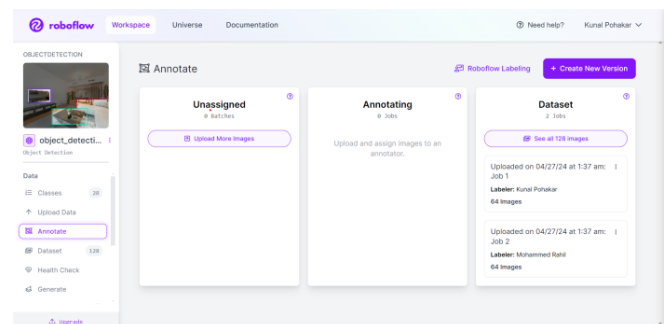 roboflow
Workspace
Universe
Documentation
Need help?
Kunal Pohakar
OBJECTDETECTION
object_detecti...
Object Detection
Data
Classes 20
Upload Data
Annotate
Dataset 128
Health Check
Generate
Upgrade
Annotate
Roboflow Labeling
+ Create New Version
Unassigned
0 Batches
Upload More Images
Annotating
0 Jobs
Upload and assign images to an
annotator.
Dataset
2 Jobs
See all 128 images
Uploaded on 04/27/24 at 1:37 am:
Job 1
Labeler: Kunal Pohakar
64 Images
Uploaded on 04/27/24 at 1:37 am:
Job 2
Labeler: Mohammed Rahil
64 Images